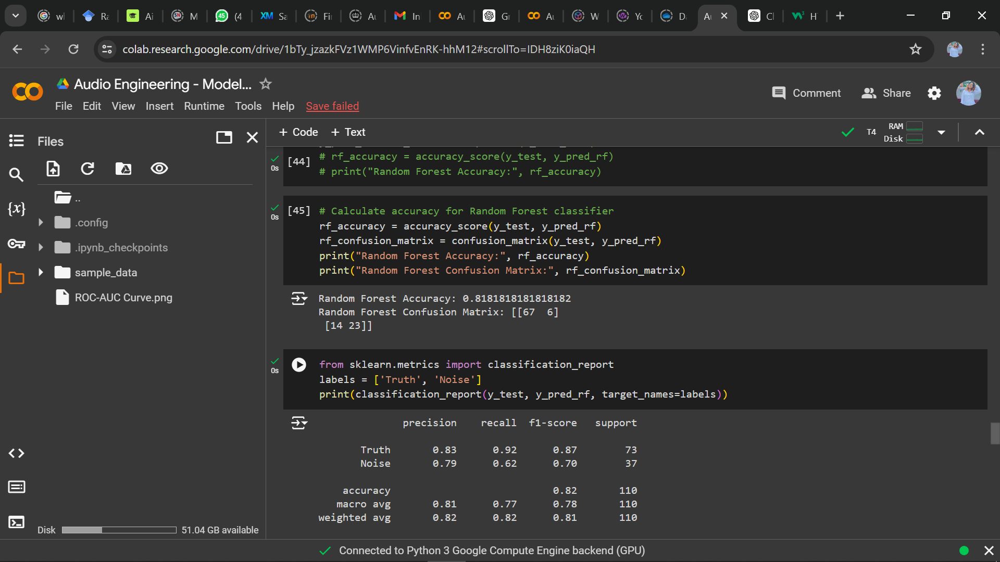 wl
Ra
Ai
M
45 (4
XM Sa
Fi
Au
In
Au
Gr
Au
W
Yo
Da
Au
Cl
H
colab.research.google.com/drive/1bTy_jzazkFVz1WMP6VinfvEnRK-hhM12#scrollTo=IDH8ziK0iaQH
Audio Engineering - Model...
Comment
Share
File Edit View Insert Runtime Tools Help Save failed
Files
+ Code + Text
T4
RAM
Disk
..
.config
.ipynb_checkpoints
sample_data
ROC-AUC Curve.png
{x}
0s
[44]
# rf_accuracy = accuracy_score(y_test, y_pred_rf)
# print("Random Forest Accuracy:", rf_accuracy)
0s
[45]
# Calculate accuracy for Random Forest classifier
rf_accuracy = accuracy_score(y_test, y_pred_rf)
rf_confusion_matrix = confusion_matrix(y_test, y_pred_rf)
print("Random Forest Accuracy:", rf_accuracy)
print("Random Forest Confusion Matrix:", rf_confusion_matrix)
Random Forest Accuracy: 0.8181818181818182
Random Forest Confusion Matrix: [[67  6]
[14 23]]
0s
from sklearn.metrics import classification_report
labels = ['Truth', 'Noise']
print(classification_report(y_test, y_pred_rf, target_names=labels))
precision recall f1-score support
Truth 0.83 0.92 0.87 73
Noise 0.79 0.62 0.70 37
accuracy 0.82 110
macro avg 0.81 0.77 0.78 110
weighted avg 0.82 0.82 0.81 110
Disk 51.04 GB available
Connected to Python 3 Google Compute Engine backend (GPU)